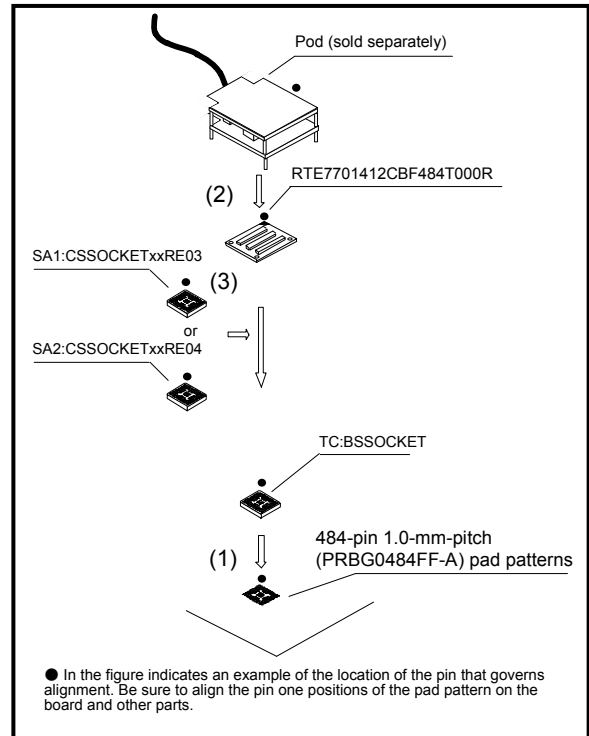 Pod (sold separately)
RTE7701412CBF484T000R
(2)
SA1:CSSOCKETxxRE03
(3)
or
SA2:CSSOCKETxxRE04
TC:BSSOCKET
484-pin 1.0-mm-pitch
(PRBG0484FF-A) pad patterns
(1)
● In the figure indicates an example of the location of the pin that governs
alignment. Be sure to align the pin one positions of the pad pattern on the
board and other parts.